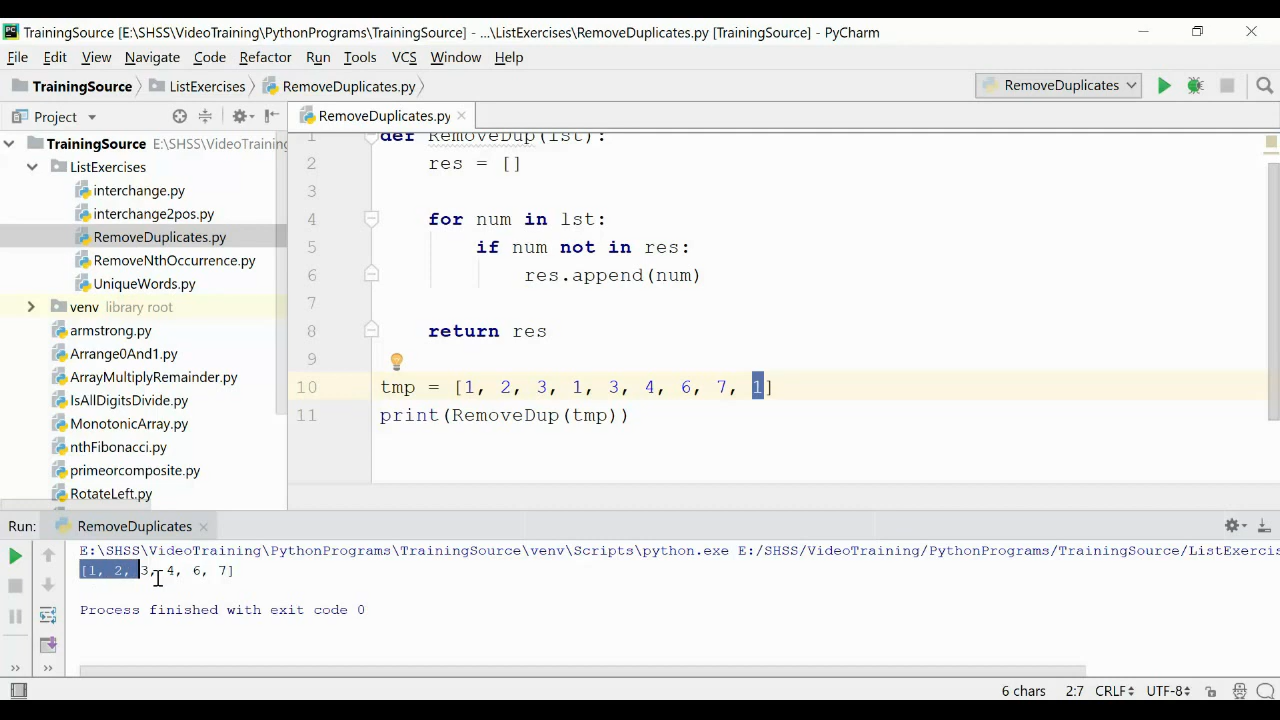 TrainingSource [E:\SHSS\VideoTraining\PythonPrograms\TrainingSource] - ...\ListExercises\RemoveDuplicates.py [TrainingSource] - PyCharm
File Edit View Navigate Code Refactor Run Tools VCS Window Help
TrainingSource ListExercises RemoveDuplicates.py RemoveDuplicates
Project RemoveDuplicates.py
TrainingSource E:\SHSS\VideoTraining
ListExercises
interchange.py
interchange2pos.py
RemoveDuplicates.py
RemoveNthOccurrence.py
UniqueWords.py
venv library root
armstrong.py
Arrange0And1.py
ArrayMultiplyRemainder.py
IsAllDigitsDivide.py
MonotonicArray.py
nthFibonacci.py
primeorcomposite.py
RotateLeft.py
1 def RemoveDup(lst):
2 res = []
3
4 for num in lst:
5 if num not in res:
6 res.append(num)
7
8 return res
9
10 tmp = [1, 2, 3, 1, 3, 4, 6, 7, 1]
11 print(RemoveDup(tmp))
Run: RemoveDuplicates
E:\SHSS\VideoTraining\PythonPrograms\TrainingSource\venv\Scripts\python.exe E:/SHSS/VideoTraining/PythonPrograms/TrainingSource/ListExercis
[1, 2, 3, 4, 6, 7]
Process finished with exit code 0
6 chars 2:7 CRLF UTF-8